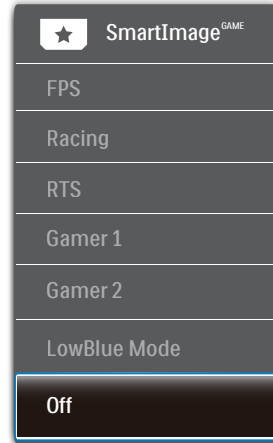 SmartImage GAME
FPS
Racing
RTS
Gamer 1
Gamer 2
LowBlue Mode
Off